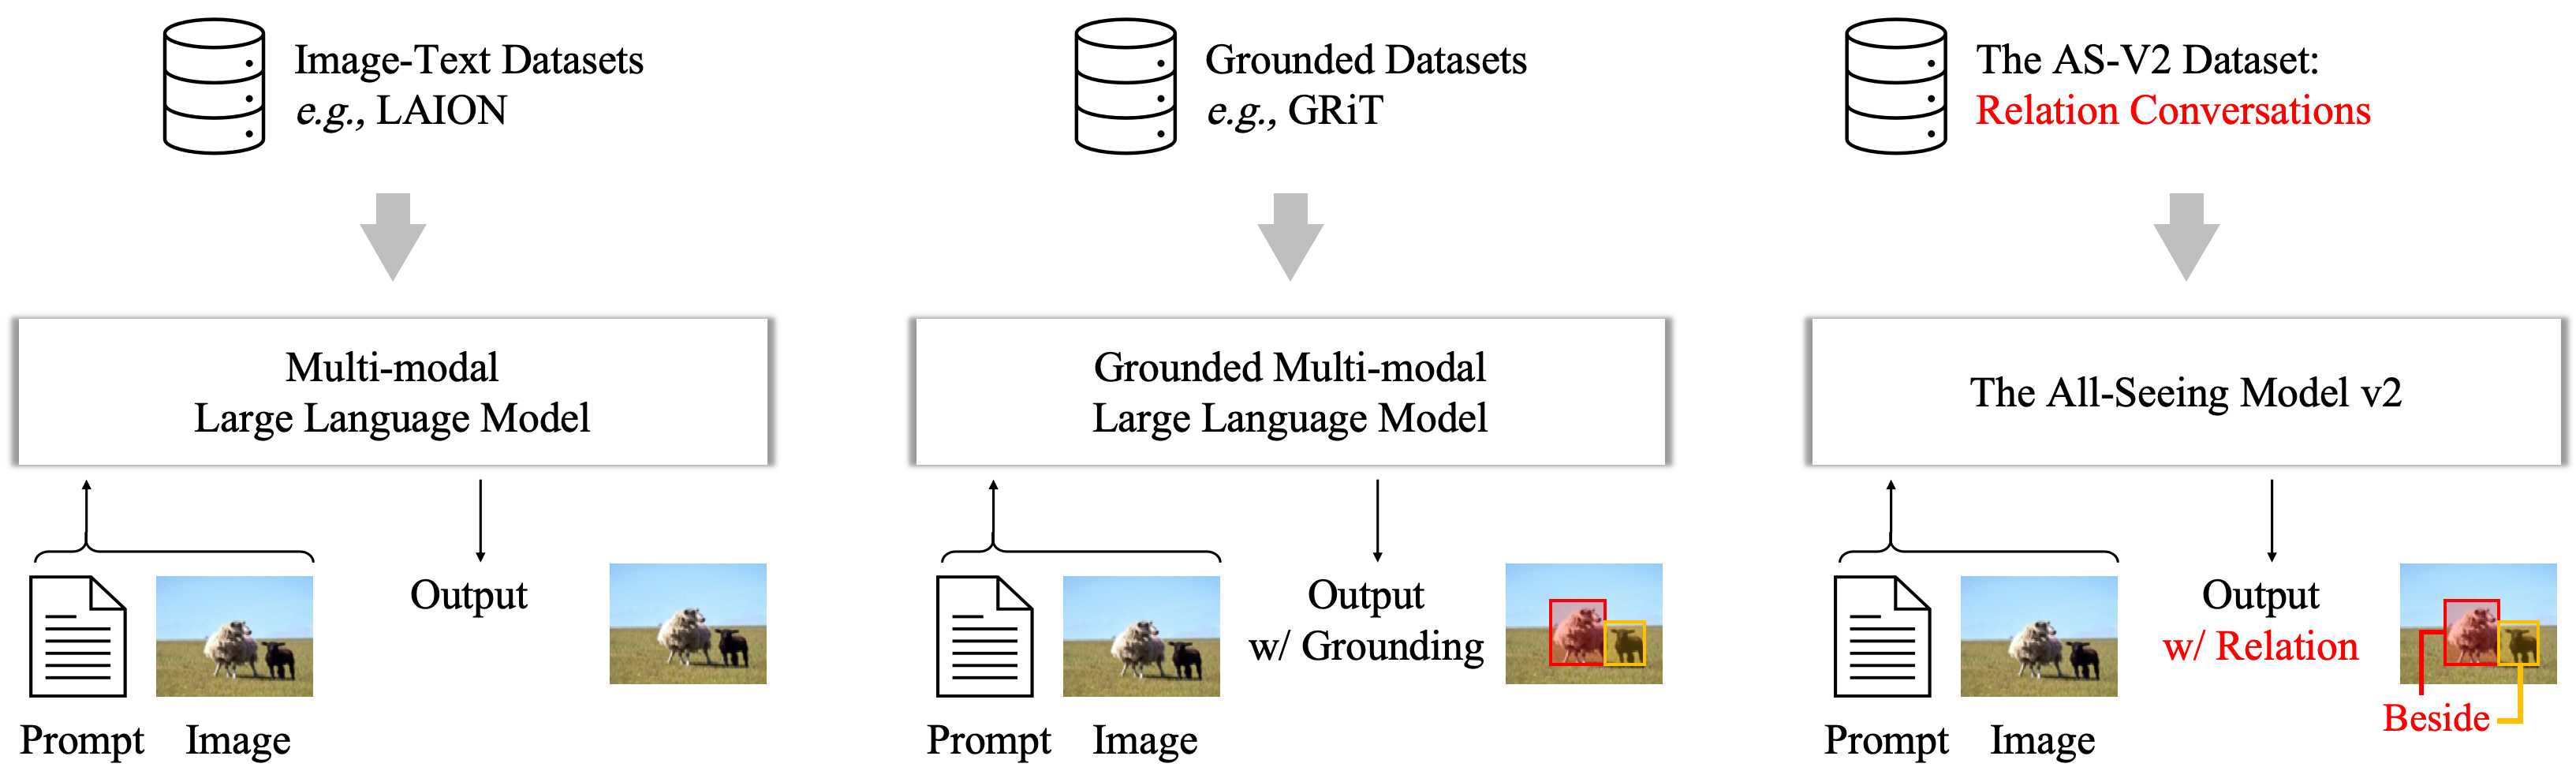 Image-Text Datasets
e.g., LAION
Multi-modal
Large Language Model
Output
Prompt
Image
Grounded Datasets
e.g., GRiT
Grounded Multi-modal
Large Language Model
Output
w/ Grounding
Prompt
Image
The AS-V2 Dataset:
Relation Conversations
The All-Seeing Model v2
Output
w/ Relation
Beside
Prompt
Image